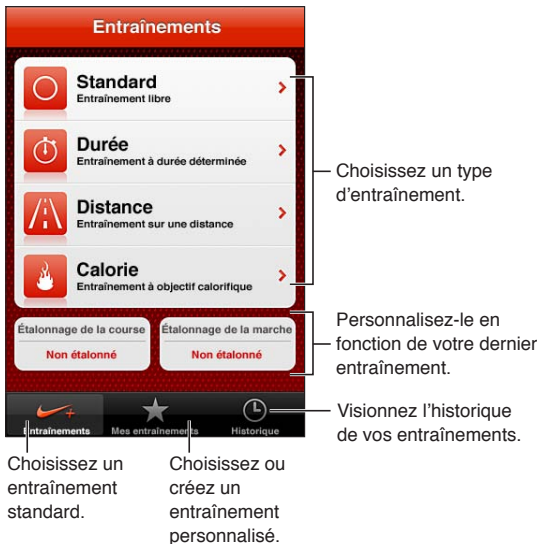 Entraînements
Standard
Entraînement libre
Durée
Entraînement à durée déterminée
Distance
Entraînement sur une distance
Calorie
Entraînement à objectif calorifique
Étalonnage de la course
Non étalonné
Étalonnage de la marche
Non étalonné
Entraînements
Mes entraînements
Historique
Choisissez un type
d’entraînement.
Personnalisez-le en
fonction de votre dernier
entraînement.
Visionnez l’historique
de vos entraînements.
Choisissez un
entraînement
standard.
Choisissez ou
créez un
entraînement
personnalisé.